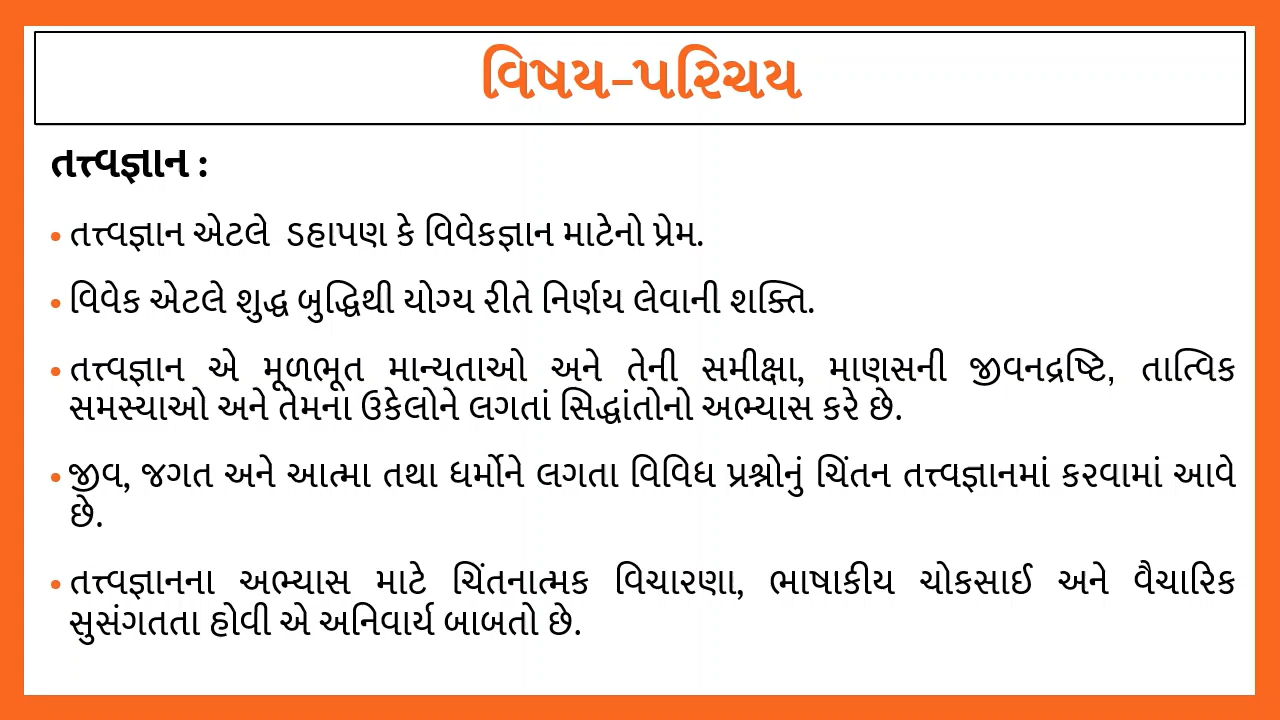 વિષય-પરિચય
તત્ત્વજ્ઞાન :
• તત્ત્વજ્ઞાન એટલે ડહાપણ કે વિવેકજ્ઞાન માટેનો પ્રેમ.
• વિવેક એટલે શુદ્ધ બુદ્ધિથી યોગ્ય રીતે નિર્ણય લેવાની શક્તિ.
• તત્ત્વજ્ઞાન એ મૂળભૂત માન્યતાઓ અને તેની સમીક્ષા, માણસની જીવનદ્રષ્ટિ, તાત્વિક
સમસ્યાઓ અને તેમના ઉકેલોને લગતાં સિદ્ધાંતોનો અભ્યાસ કરે છે.
• જીવ, જગત અને આત્મા તથા ધર્મોને લગતા વિવિધ પ્રશ્નોનું ચિંતન તત્ત્વજ્ઞાનમાં કરવામાં આવે
છે.
• તત્ત્વજ્ઞાનના અભ્યાસ માટે ચિંતનાત્મક વિચારણા, ભાષાકીય ચોકસાઈ અને વૈચારિક
સુસંગતતા હોવી એ અનિવાર્ય બાબતો છે.